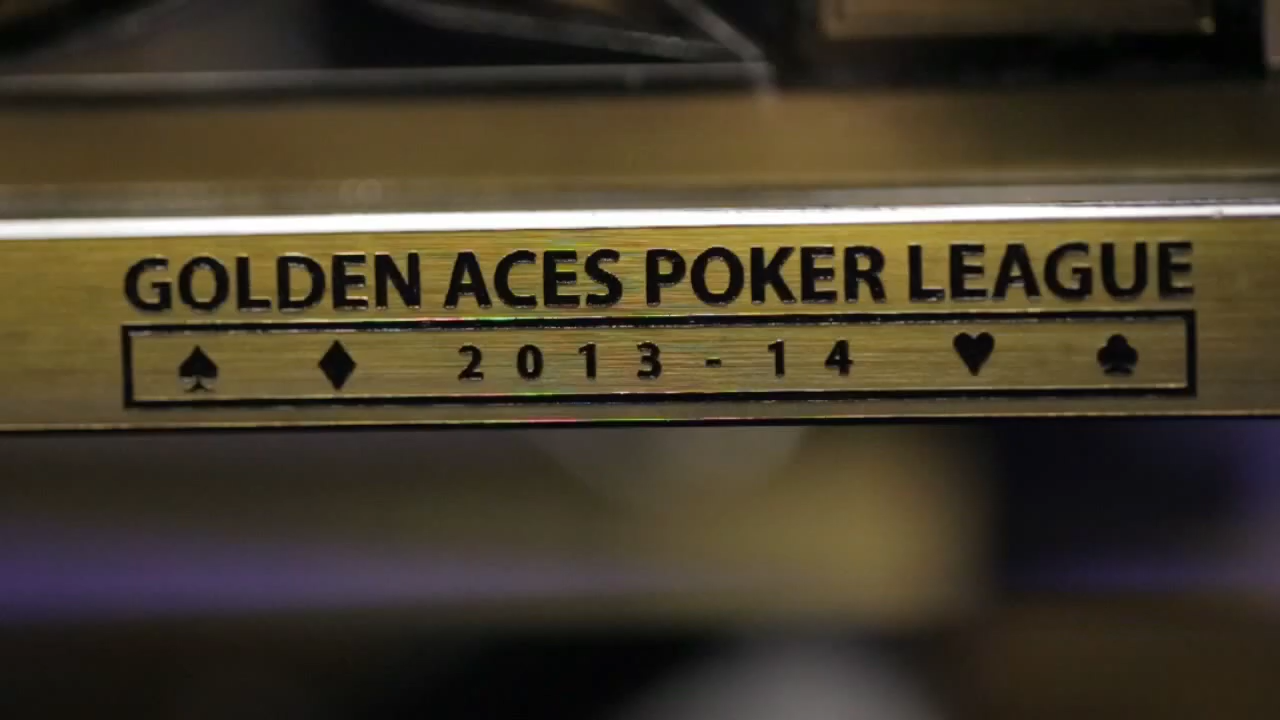 GOLDEN ACES POKER LEAGUE
♠ ♦ 2013-14 ♥ ♣